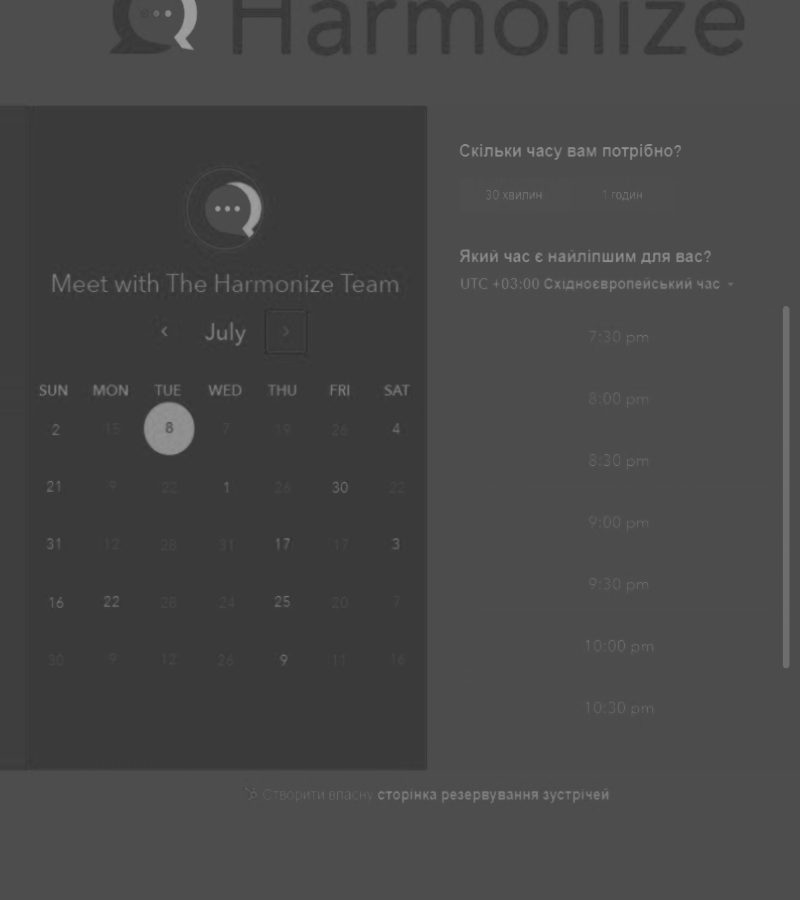 Harmonize
Meet with The Harmonize Team
July
SUN MON TUE WED THU FRI SAT
2 15 8 7 19 26 4
21 9 22 1 26 30 22
31 12 28 31 17 17 3
16 22 28 24 25 20 7
30 9 12 26 9 11 16
Скільки часу вам потрібно?
30 хвилин 1 годин
Який час є найліпшим для вас?
UTC +03:00 Східноєвропейський час
7:30 pm
8:00 pm
8:30 pm
9:00 pm
9:30 pm
10:00 pm
10:30 pm
Створити власну сторінка резервування зустрічей